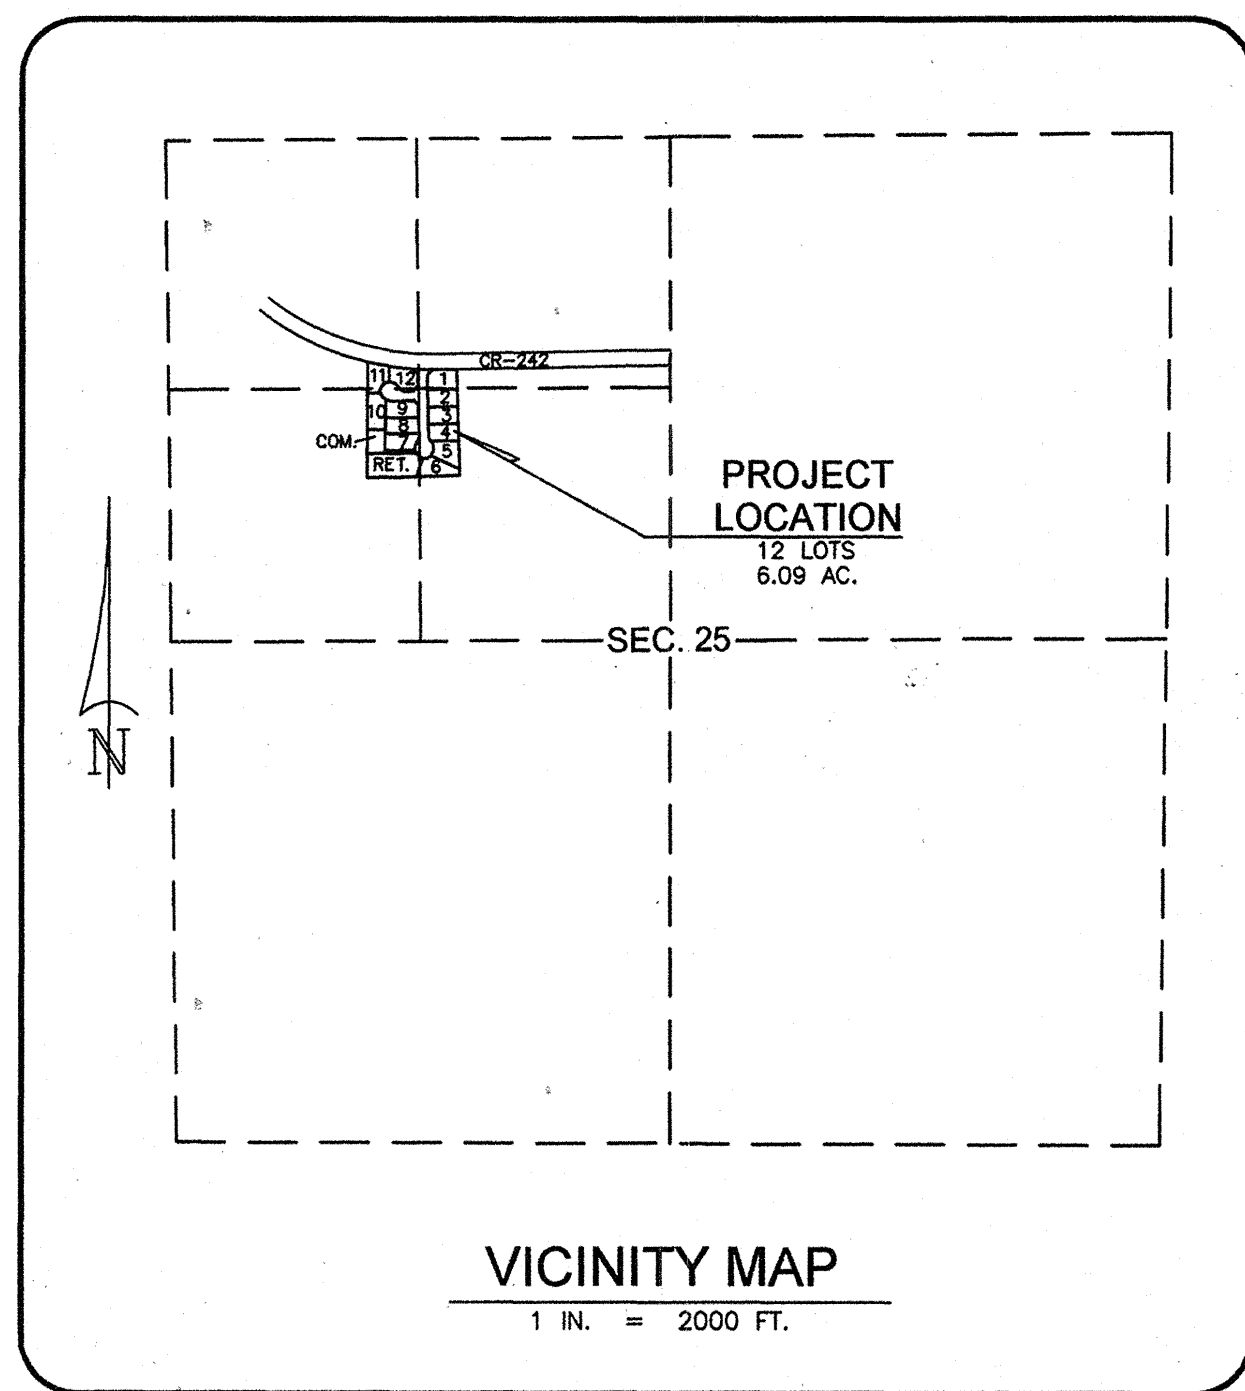 CR-242
11 12 1
2
10 9 3
8 4
COM. 7 5
RET. 6
PROJECT
LOCATION
12 LOTS
6.09 AC.
SEC. 25
N
VICINITY MAP
1 IN. = 2000 FT.